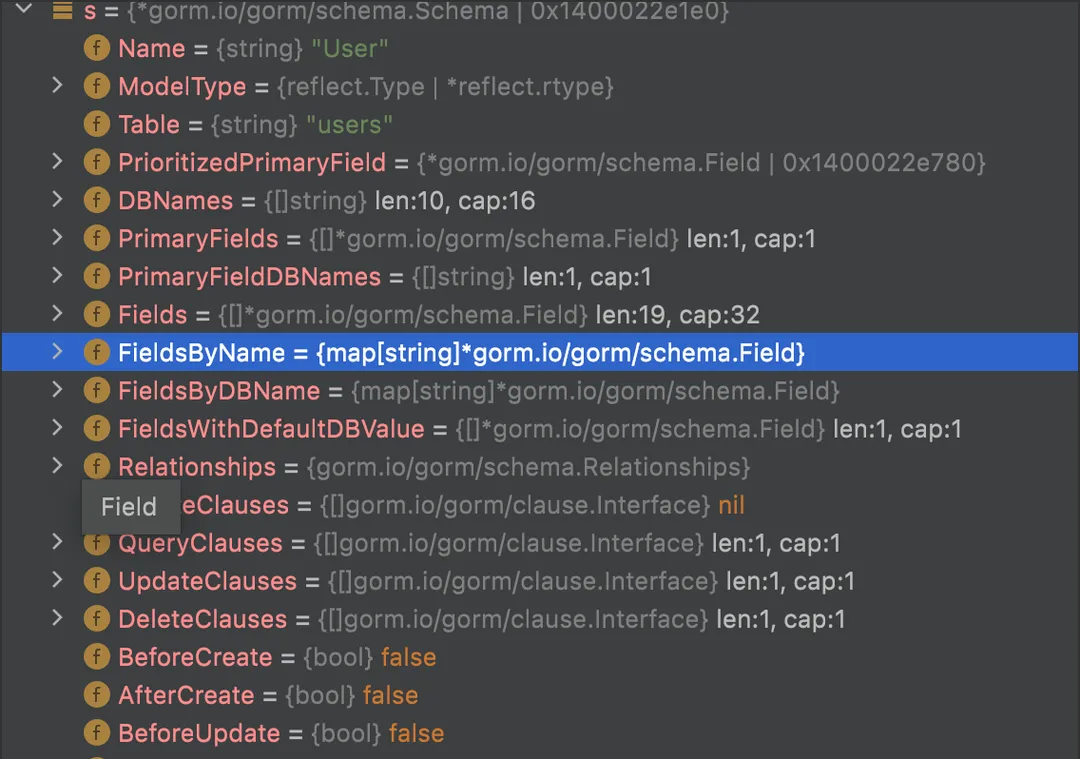 s = {*gorm.io/gorm/schema.Schema | 0x1400022e1e0}
f Name = {string} "User"
f ModelType = {reflect.Type | *reflect.rtype}
f Table = {string} "users"
f PrioritizedPrimaryField = {*gorm.io/gorm/schema.Field | 0x1400022e780}
f DBNames = {[]string} len:10, cap:16
f PrimaryFields = {[]*gorm.io/gorm/schema.Field} len:1, cap:1
f PrimaryFieldDBNames = {[]string} len:1, cap:1
f Fields = {[]*gorm.io/gorm/schema.Field} len:19, cap:32
f FieldsByName = {map[string]*gorm.io/gorm/schema.Field}
f FieldsByDBName = {map[string]*gorm.io/gorm/schema.Field}
f FieldsWithDefaultDBValue = {[]*gorm.io/gorm/schema.Field} len:1, cap:1
f Relationships = {gorm.io/gorm/schema.Relationships}
Field eClauses = {[]gorm.io/gorm/clause.Interface} nil
f QueryClauses = {[]gorm.io/gorm/clause.Interface} len:1, cap:1
f UpdateClauses = {[]gorm.io/gorm/clause.Interface} len:1, cap:1
f DeleteClauses = {[]gorm.io/gorm/clause.Interface} len:1, cap:1
f BeforeCreate = {bool} false
f AfterCreate = {bool} false
f BeforeUpdate = {bool} false